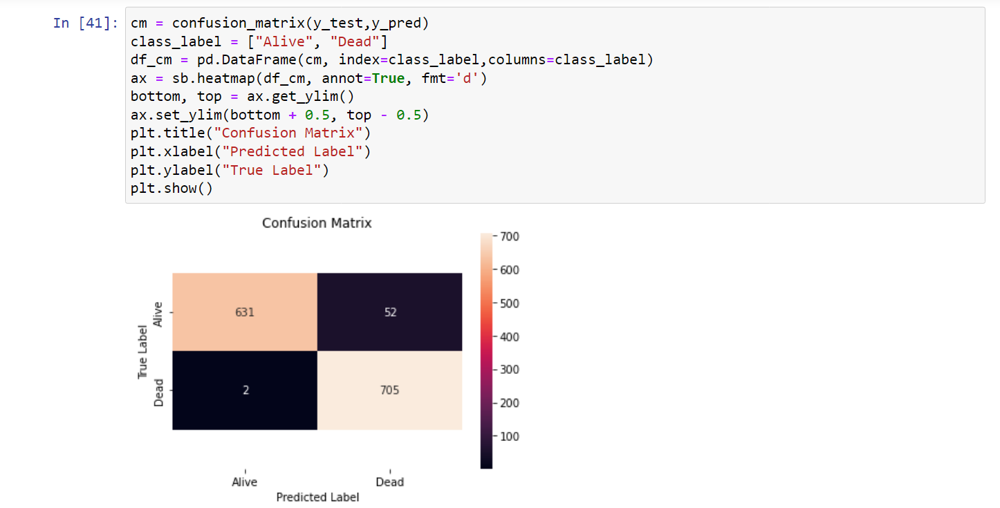 In [41]:
cm = confusion_matrix(y_test,y_pred)
class_label = ["Alive", "Dead"]
df_cm = pd.DataFrame(cm, index=class_label,columns=class_label)
ax = sb.heatmap(df_cm, annot=True, fmt='d')
bottom, top = ax.get_ylim()
ax.set_ylim(bottom + 0.5, top - 0.5)
plt.title("Confusion Matrix")
plt.xlabel("Predicted Label")
plt.ylabel("True Label")
plt.show()
Confusion Matrix
True Label
Alive
631
52
Dead
2
705
Alive
Dead
Predicted Label
700
600
500
400
300
200
100